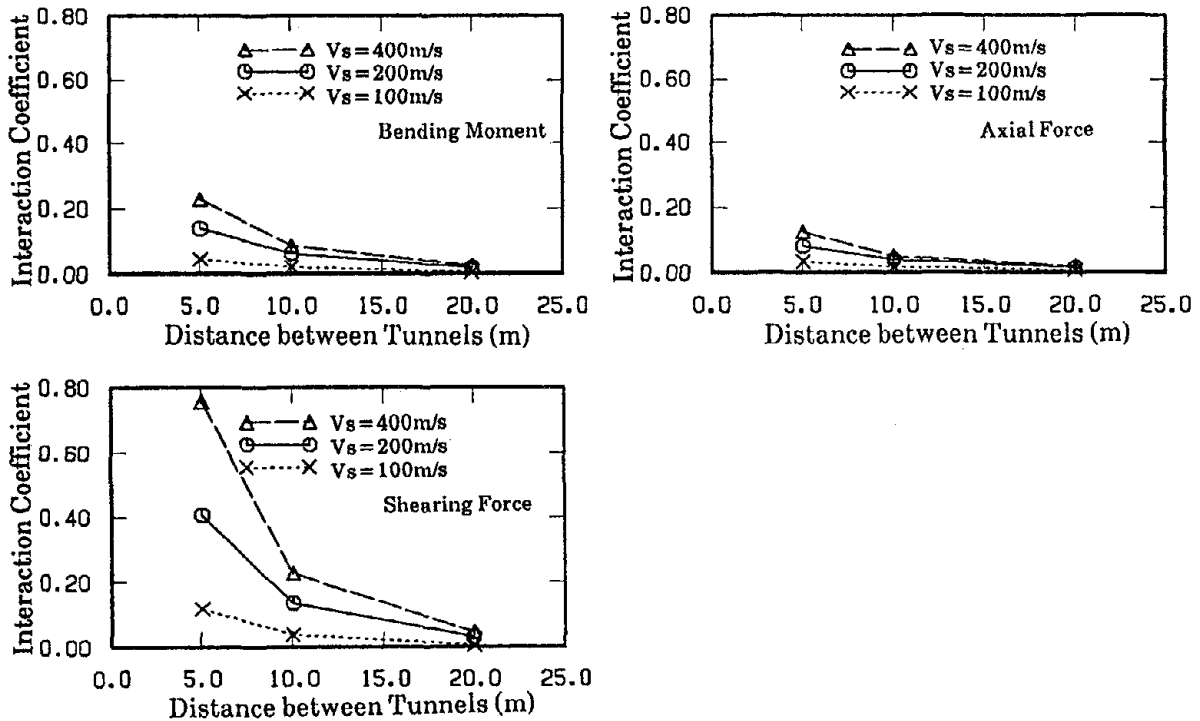 Interaction Coefficient
0.80
0.60
0.40
0.20
0.00
Vs=400m/s
Vs=200m/s
Vs=100m/s
Bending Moment
0.0 5.0 10.0 15.0 20.0 25.0
Distance between Tunnels (m)
Interaction Coefficient
0.80
0.60
0.40
0.20
0.00
Vs=400m/s
Vs=200m/s
Vs=100m/s
Axial Force
0.0 5.0 10.0 15.0 20.0 25.0
Distance between Tunnels (m)
Interaction Coefficient
0.80
0.60
0.40
0.20
0.00
Vs=400m/s
Vs=200m/s
Vs=100m/s
Shearing Force
0.0 5.0 10.0 15.0 20.0 25.0
Distance between Tunnels (m)